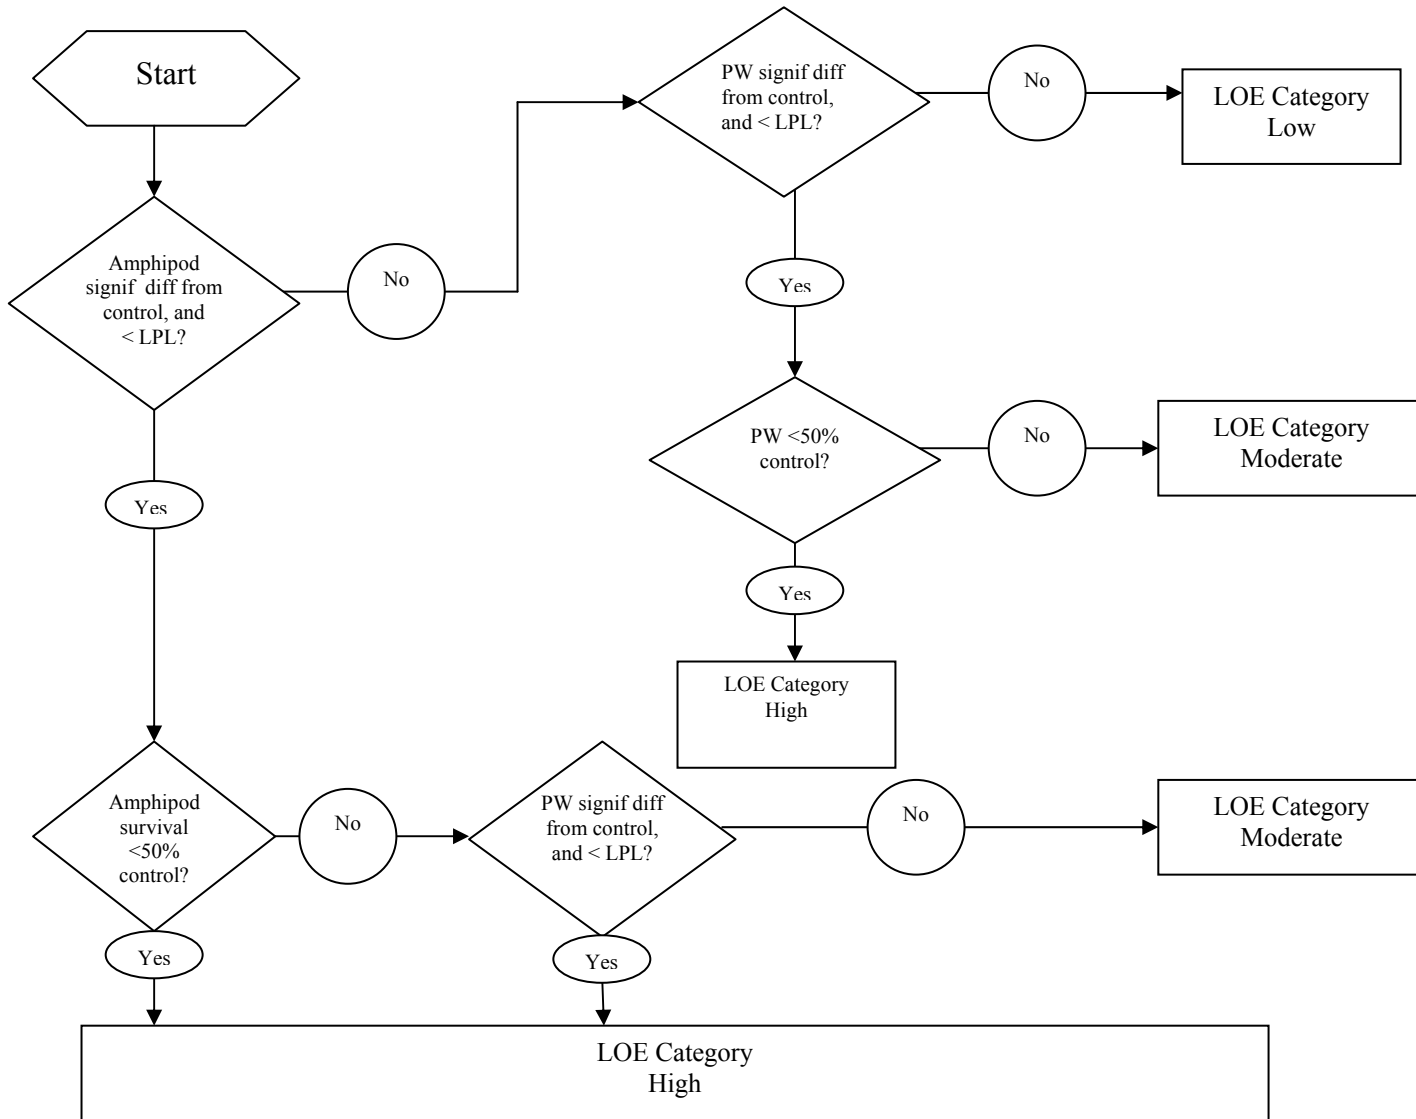 Start
PW signif diff
from control,
and < LPL?
No
LOE Category
Low
Amphipod
signif diff from
control, and
< LPL?
No
Yes
PW <50%
control?
No
LOE Category
Moderate
Yes
Yes
LOE Category
High
Amphipod
survival
<50%
control?
No
PW signif diff
from control,
and < LPL?
No
LOE Category
Moderate
Yes
Yes
LOE Category
High